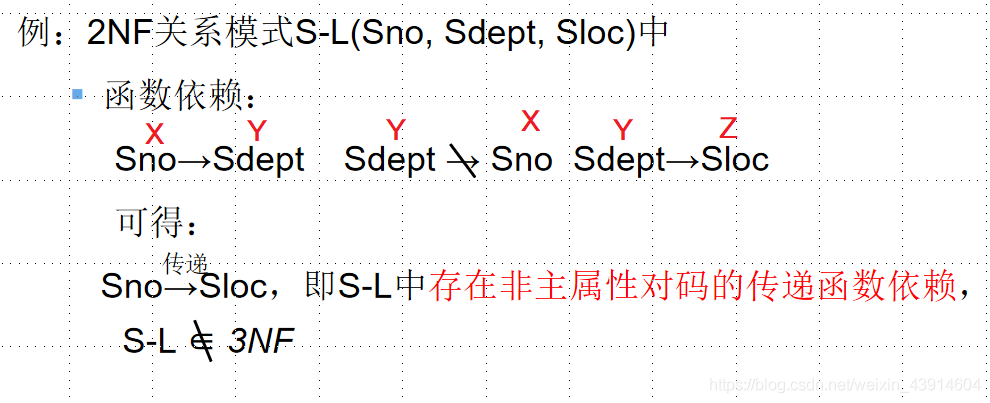 例：2NF关系模式S-L(Sno, Sdept, Sloc)中
函数依赖：
X Y Y X Y Z
Sno→Sdept Sdept ↛ Sno Sdept→Sloc
可得：
传递
Sno→Sloc，即S-L中存在非主属性对码的传递函数依赖，
S-L ∉ 3NF
https://blog.csdn.net/weixin_43914604